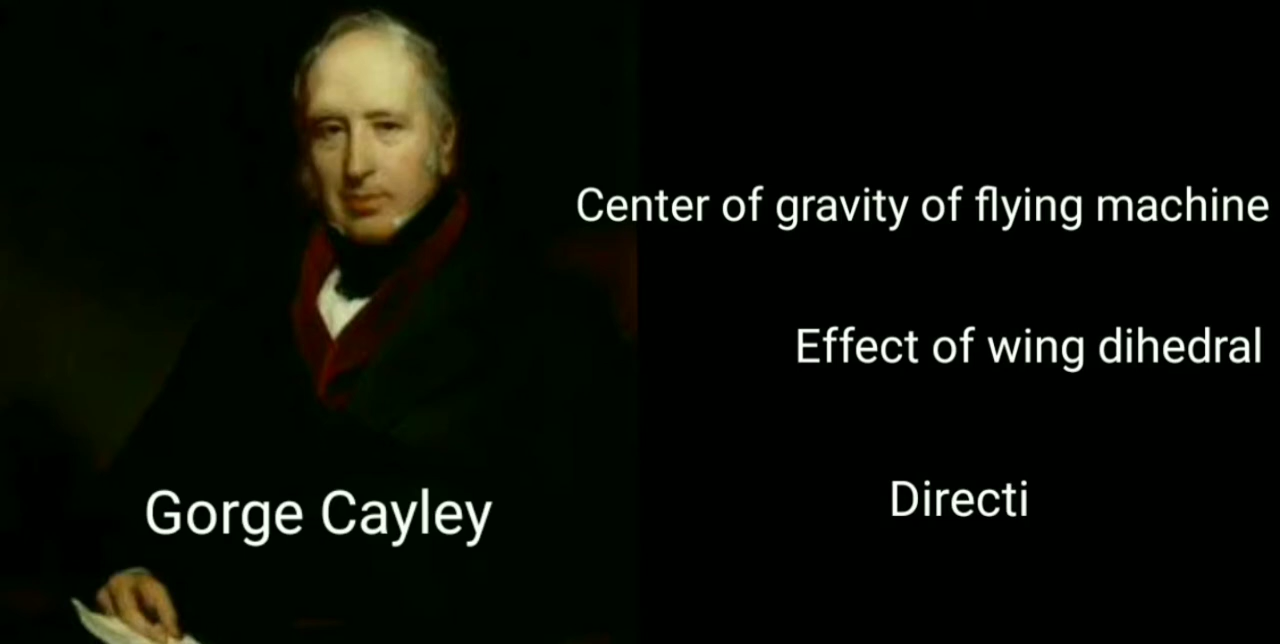 Center of gravity of flying machine
Effect of wing dihedral
Directi
Gorge Cayley